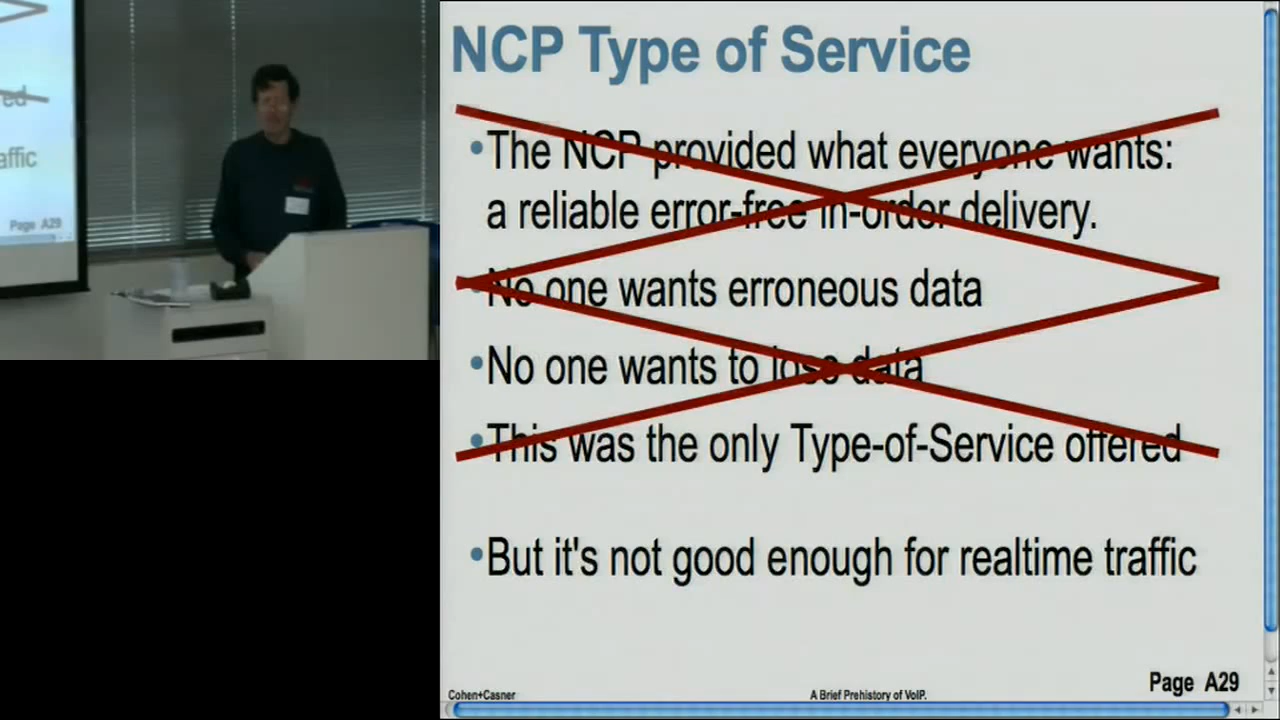 NCP Type of Service
•The NCP provided what everyone wants:
a reliable error-free in-order delivery.
•No one wants erroneous data
•No one wants to lose data
•This was the only Type-of-Service offered
•But it's not good enough for realtime traffic
Page A29
Cohen+Casner
A Brief Prehistory of VoIP.
ed
affic
Page A29